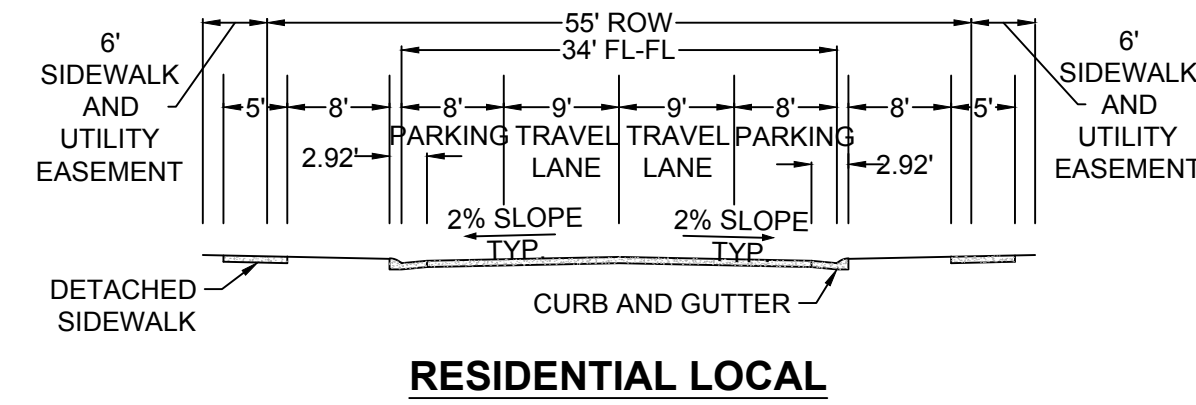 55' ROW
34' FL-FL
6'
SIDEWALK
AND
UTILITY
EASEMENT
6'
SIDEWALK
AND
UTILITY
EASEMENT
5' 8' 8' 9' 9' 8' 8' 5'
PARKING TRAVEL TRAVEL PARKING
LANE LANE
2.92' 2.92'
2% SLOPE 2% SLOPE
TYP. TYP.
DETACHED
SIDEWALK
CURB AND GUTTER
RESIDENTIAL LOCAL